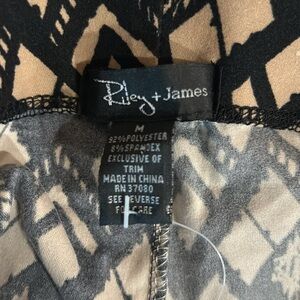 Riley + James
M
92% POLYESTER
8% SPANDEX
EXCLUSIVE OF
TRIM
MADE IN CHINA
RN 37080
SEE REVERSE
FOR CARE